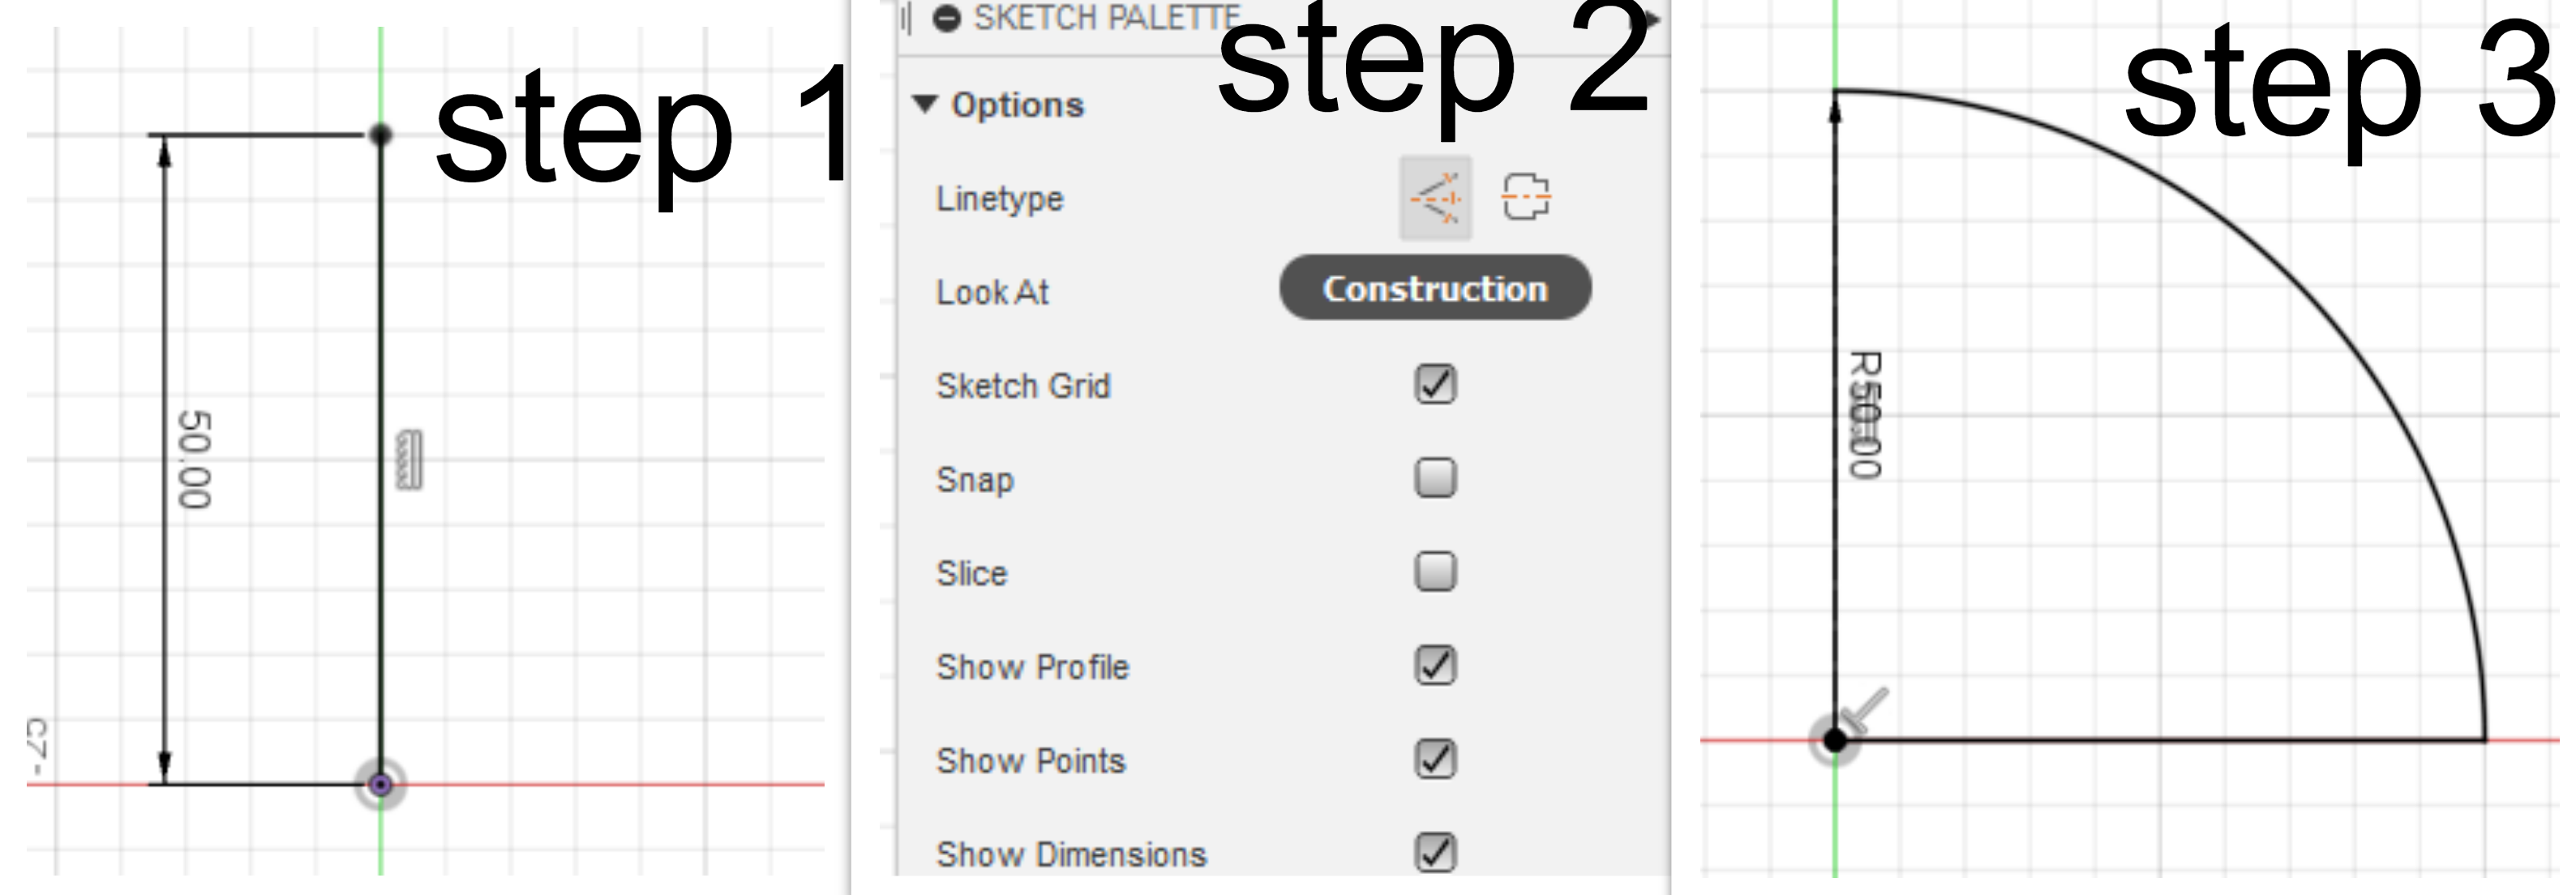 step 1
50.00
SKETCH PALETTE
step 2
Options
Linetype
Look At
Construction
Sketch Grid
Snap
Slice
Show Profile
Show Points
Show Dimensions
step 3
R50.00